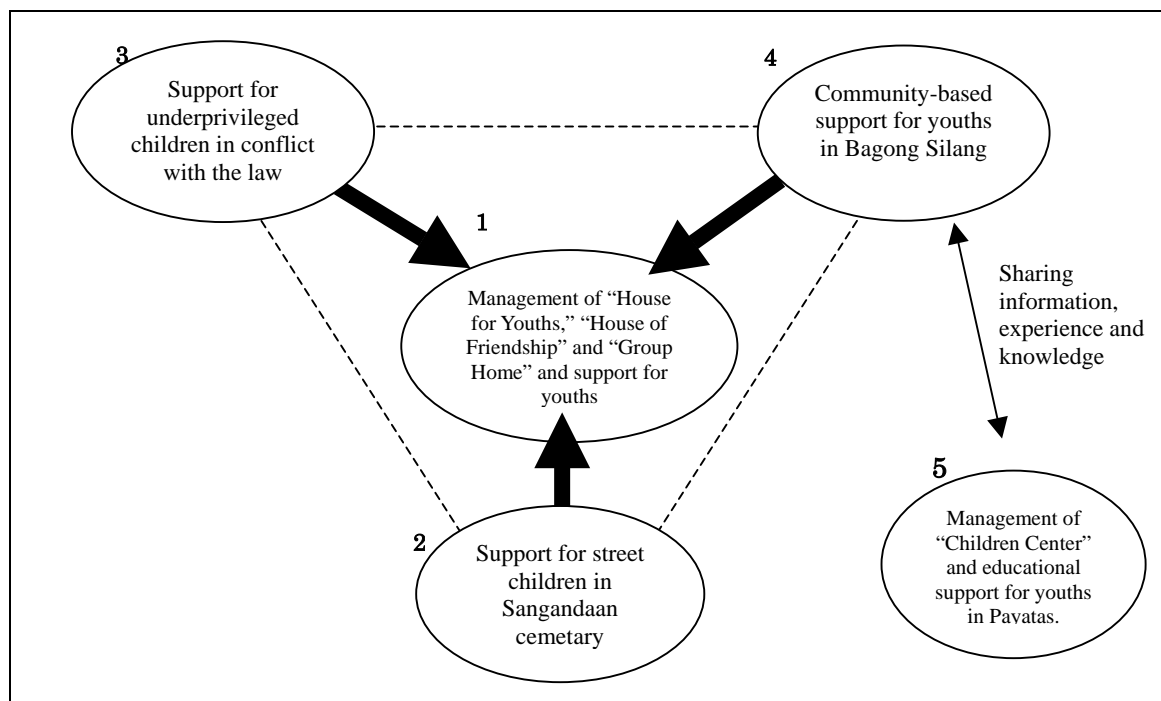 3
Support for
underprivileged
children in conflict
with the law
4
Community-based
support for youths
in Bagong Silang
1
Management of “House
for Youths,” “House of
Friendship” and “Group
Home” and support for
youths
Sharing
information,
experience and
knowledge
2
Support for street
children in
Sangandaan
cemetary
5
Management of
“Children Center”
and educational
support for youths
in Pavatas.